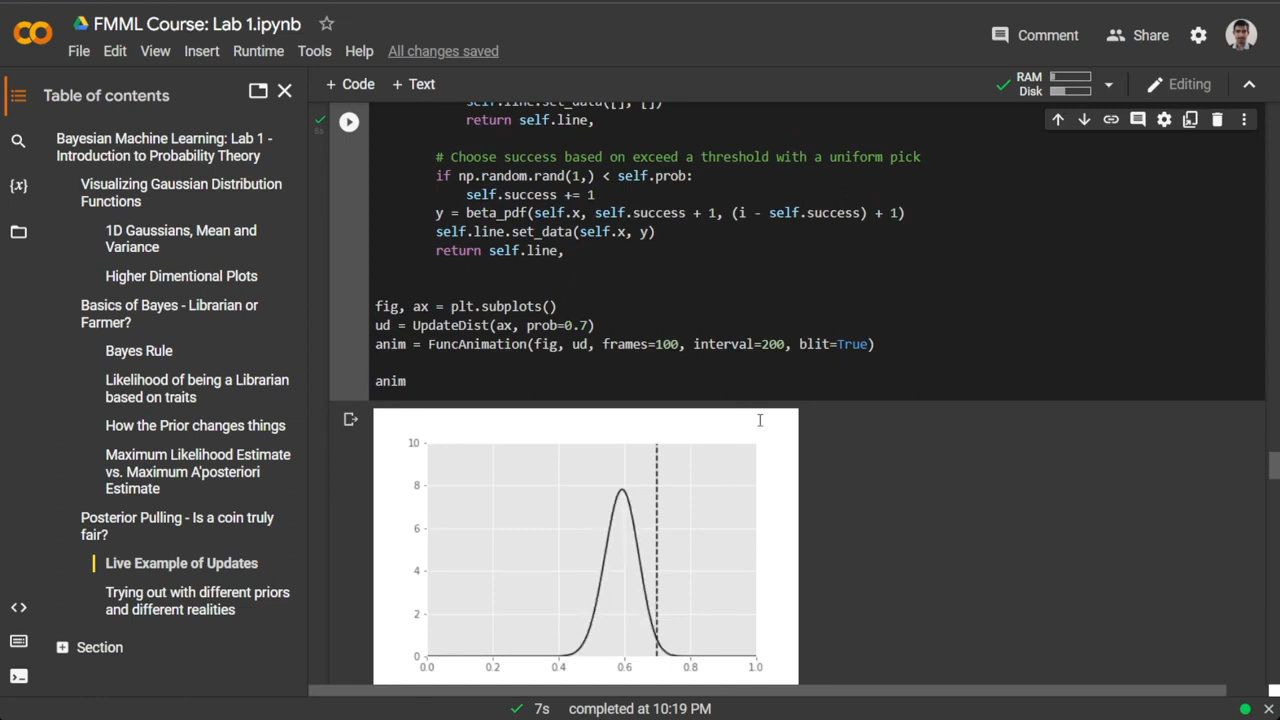 FMML Course: Lab 1.ipynb
File Edit View Insert Runtime Tools Help All changes saved
Comment Share
Table of contents
Bayesian Machine Learning: Lab 1 -
Introduction to Probability Theory
Visualizing Gaussian Distribution
Functions
1D Gaussians, Mean and
Variance
Higher Dimentional Plots
Basics of Bayes - Librarian or
Farmer?
Bayes Rule
Likelihood of being a Librarian
based on traits
How the Prior changes things
Maximum Likelihood Estimate
vs. Maximum A'posteriori
Estimate
Posterior Pulling - Is a coin truly
fair?
Live Example of Updates
Trying out with different priors
and different realities
Section
{x}
+ Code + Text
RAM
Disk
Editing
8s
self.line.set_data([], [])
return self.line,
# Choose success based on exceed a threshold with a uniform pick
if np.random.rand(1,) < self.prob:
self.success += 1
y = beta_pdf(self.x, self.success + 1, (i - self.success) + 1)
self.line.set_data(self.x, y)
return self.line,
fig, ax = plt.subplots()
ud = UpdateDist(ax, prob=0.7)
anim = FuncAnimation(fig, ud, frames=100, interval=200, blit=True)
anim
10
8
6
4
2
0
0.0 0.2 0.4 0.6 0.8 1.0
7s completed at 10:19 PM